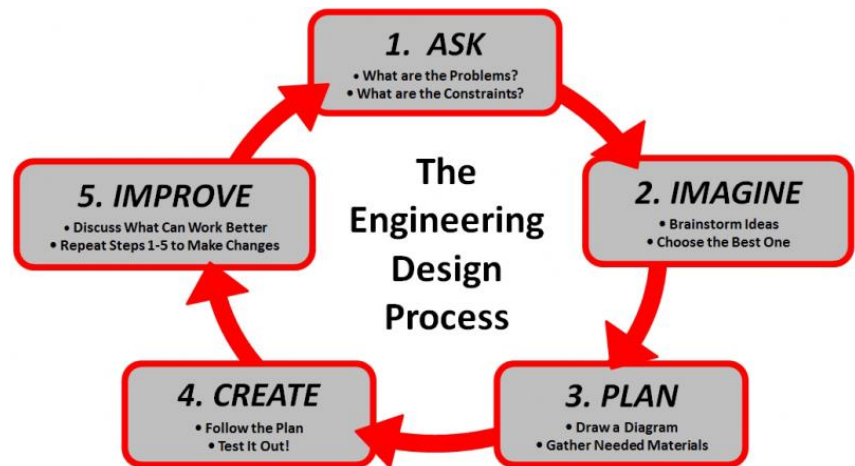 1. ASK
• What are the Problems?
• What are the Constraints?
2. IMAGINE
• Brainstorm Ideas
• Choose the Best One
3. PLAN
• Draw a Diagram
• Gather Needed Materials
4. CREATE
• Follow the Plan
• Test It Out!
5. IMPROVE
• Discuss What Can Work Better
• Repeat Steps 1-5 to Make Changes
The
Engineering
Design
Process